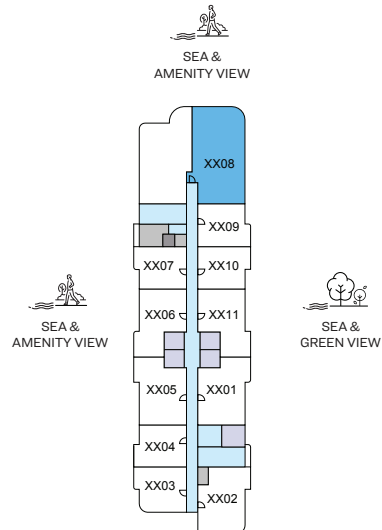 SEA &
AMENITY VIEW
XX08
XX09
XX07
XX10
XX06
XX11
SEA &
AMENITY VIEW
SEA &
GREEN VIEW
XX05
XX01
XX04
XX03
XX02